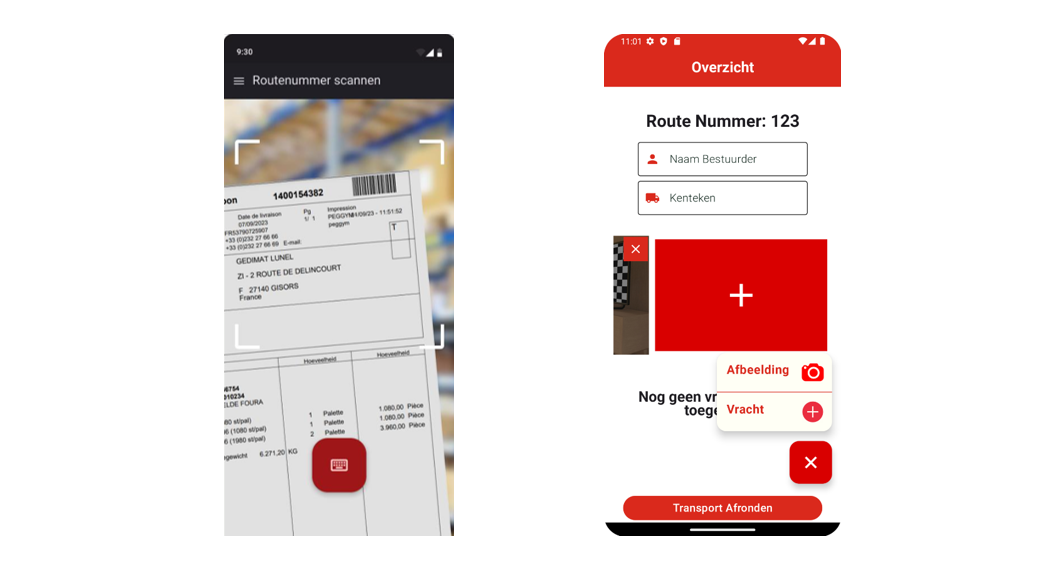 9:30
Routenummer scannen
oon
1400154382
Date de livraison
07/09/2023
Pg
1/ 1
Impression
PEGGYM
4/09/23 - 11:51:52
peggym
T
FR53790725907
+33 (0)232 27 66 66
+33 (0)232 27 66 69 E-mail:
GEDIMAT LUNEL
ZI - 2 ROUTE DE DELINCOURT
F 27140 GISORS
France
Hoeveelheid
Hoeveelheid
6754
010234
ELDE FOURA
80 st/pal)
1 Palette
1.080,00 Pièce
6 (1080 st/pal)
1 Palette
1.080,00 Pièce
6 (1980 st/pal)
2 Palette
3.960,00 Pièce
ngewicht 6.271,20 KG
11:01
Overzicht
Route Nummer: 123
Naam Bestuurder
Kenteken
Afbeelding
Vracht
Nog geen vr
toege
Transport Afronden